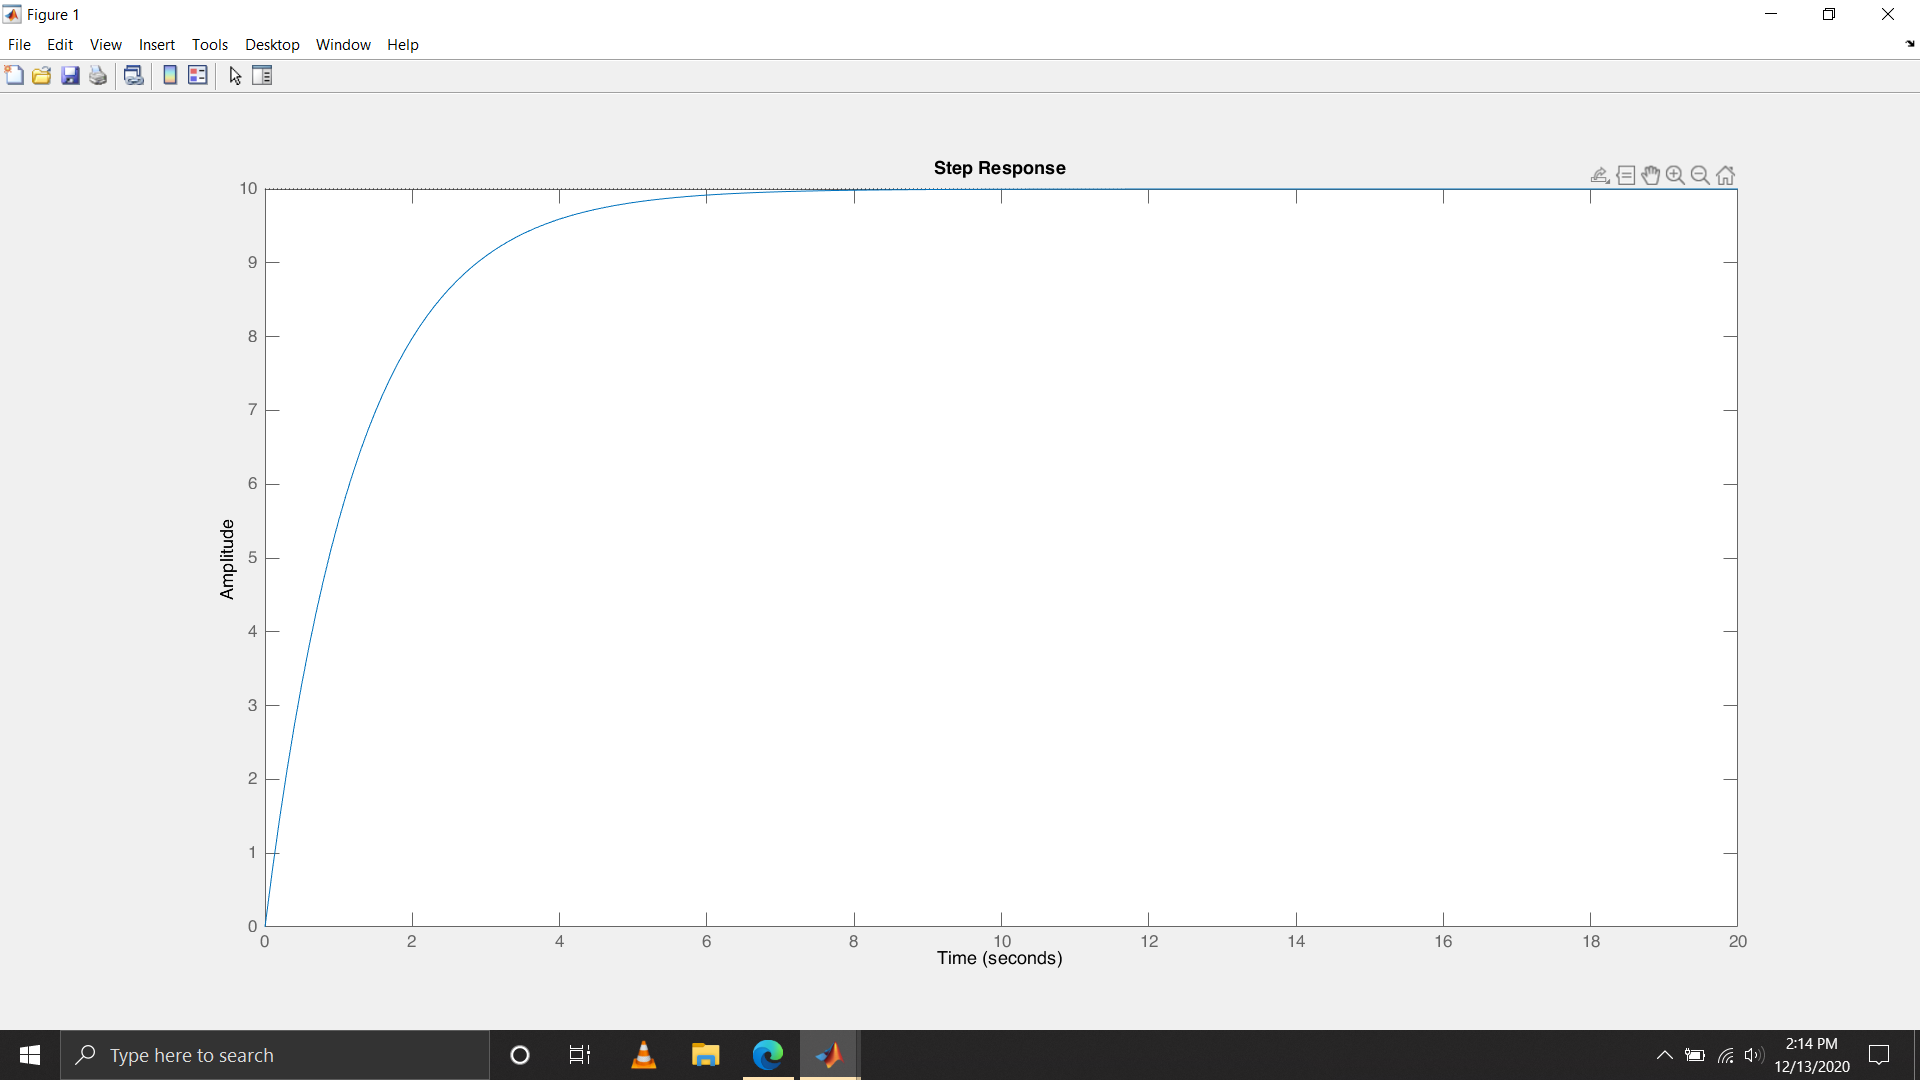 Figure 1
File Edit View Insert Tools Desktop Window Help
Step Response
10
9
8
7
6
5
4
3
2
1
0
Amplitude
0 2 4 6 8 10 12 14 16 18 20
Time (seconds)
Type here to search
2:14 PM
12/13/2020